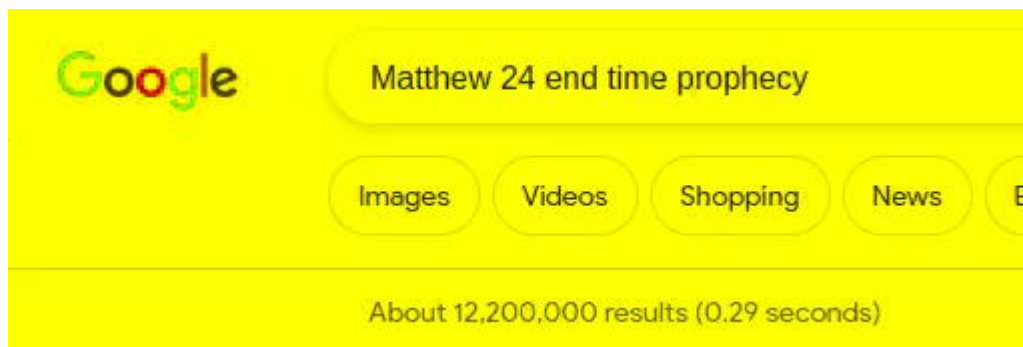 Google Matthew 24 end time prophecy
Images Videos Shopping News
About 12,200,000 results (0.29 seconds)